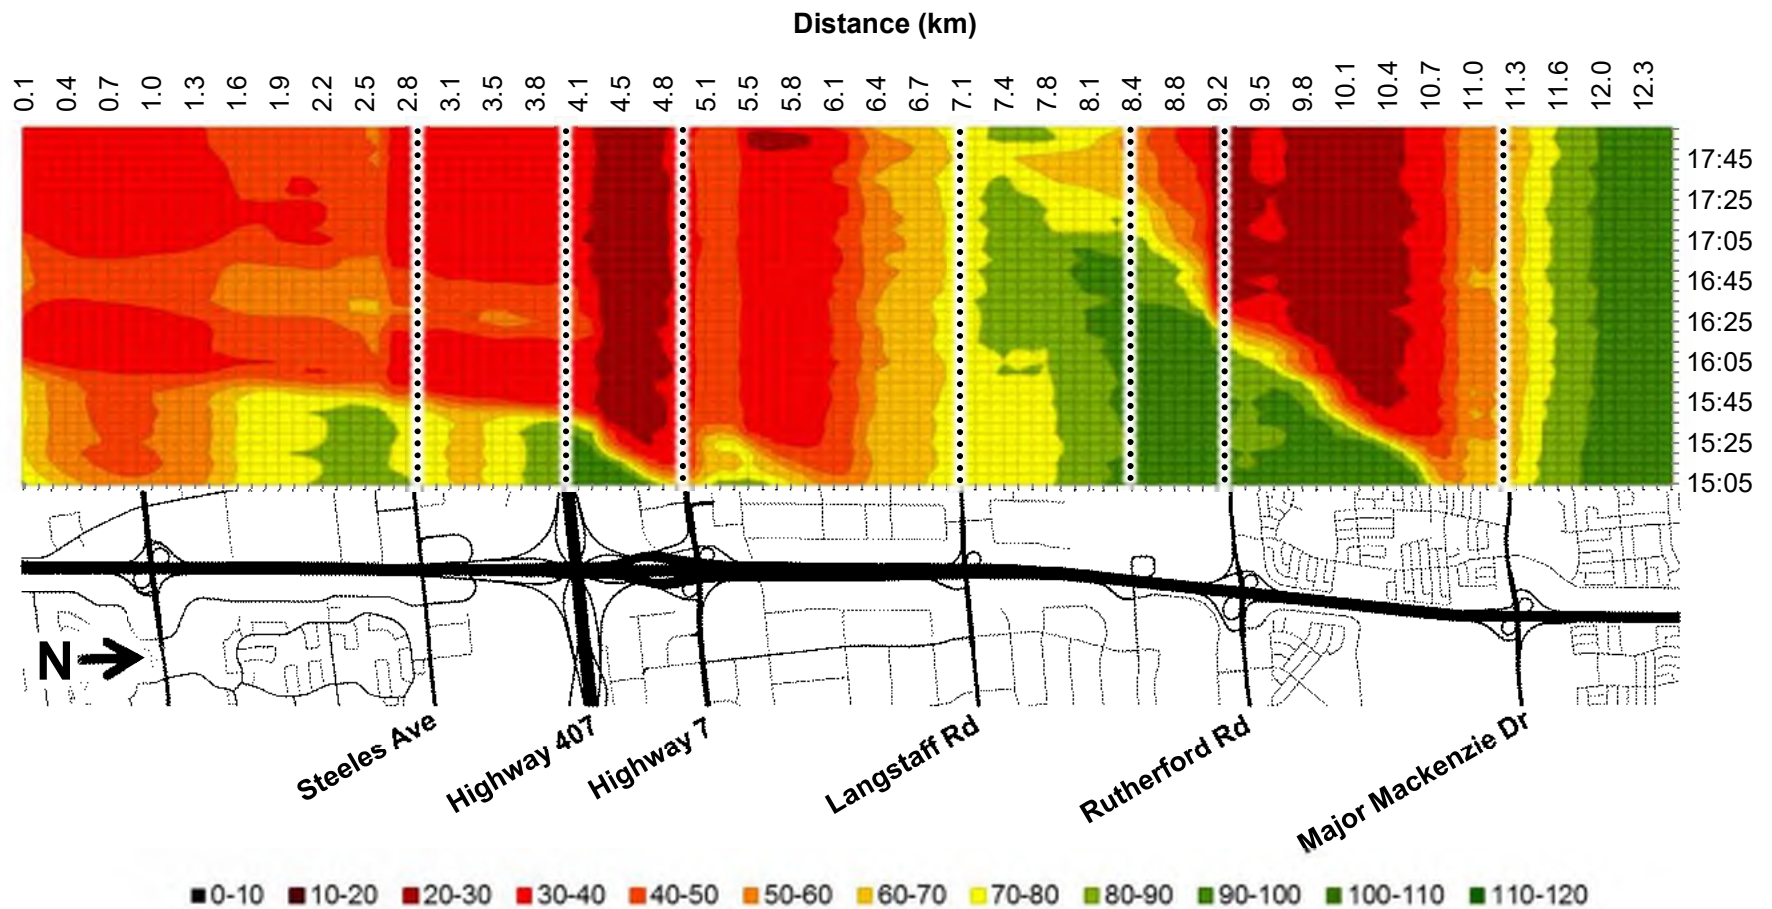 Distance (km)
0.1 0.4 0.7 1.0 1.3 1.6 1.9 2.2 2.5 2.8 3.1 3.5 3.8 4.1 4.5 4.8 5.1 5.5 5.8 6.1 6.4 6.7 7.1 7.4 7.8 8.1 8.4 8.8 9.2 9.5 9.8 10.1 10.4 10.7 11.0 11.3 11.6 12.0 12.3
17:45
17:25
17:05
16:45
16:25
16:05
15:45
15:25
15:05
N
Steeles Ave
Highway 407
Highway 7
Langstaff Rd
Rutherford Rd
Major Mackenzie Dr
0-10 10-20 20-30 30-40 40-50 50-60 60-70 70-80 80-90 90-100 100-110 110-120